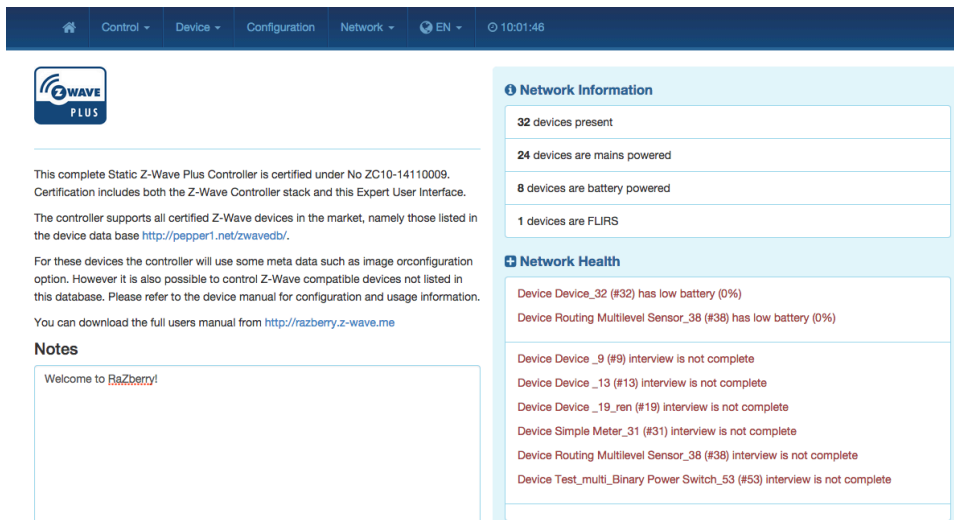 Control Device Configuration Network EN 10:01:46
Z WAVE
PLUS
This complete Static Z-Wave Plus Controller is certified under No ZC10-14110009.
Certification includes both the Z-Wave Controller stack and this Expert User Interface.
The controller supports all certified Z-Wave devices in the market, namely those listed in
the device data base http://pepper1.net/zwavedb/.
For these devices the controller will use some meta data such as image orconfiguration
option. However it is also possible to control Z-Wave compatible devices not listed in
this database. Please refer to the device manual for configuration and usage information.
You can download the full users manual from http://razberry.z-wave.me
Notes
Welcome to RaZberry!
Network Information
32 devices present
24 devices are mains powered
8 devices are battery powered
1 devices are FLIRS
Network Health
Device Device_32 (#32) has low battery (0%)
Device Routing Multilevel Sensor_38 (#38) has low battery (0%)
Device Device _9 (#9) interview is not complete
Device Device _13 (#13) interview is not complete
Device Device _19_ren (#19) interview is not complete
Device Simple Meter_31 (#31) interview is not complete
Device Routing Multilevel Sensor_38 (#38) interview is not complete
Device Test_multi_Binary Power Switch_53 (#53) interview is not complete